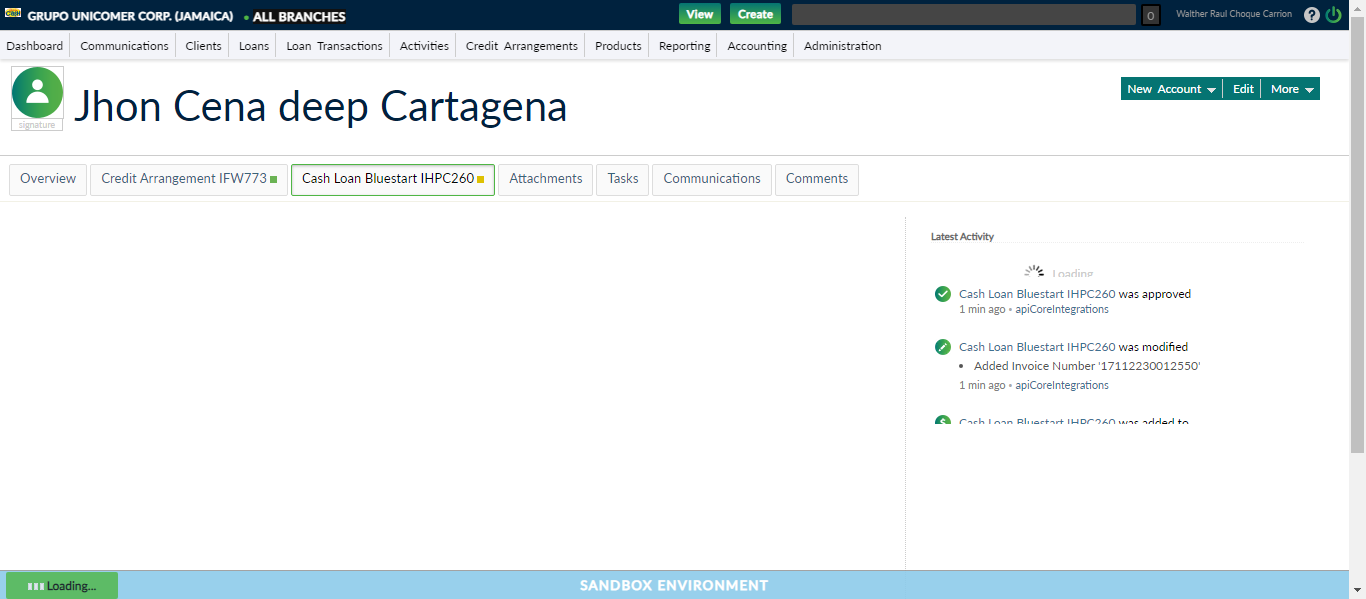 CASH GRUPO UNICOMER CORP. (JAMAICA) ALL BRANCHES View Create 0 Walther Raul Choque Carrion ?
Dashboard Communications Clients Loans Loan Transactions Activities Credit Arrangements Products Reporting Accounting Administration
Jhon Cena deep Cartagena
signature
New Account Edit More
Overview Credit Arrangement IFW773 Cash Loan Bluestart IHPC260 Attachments Tasks Communications Comments
Latest Activity
Loading
Cash Loan Bluestart IHPC260 was approved
1 min ago • apiCoreIntegrations
Cash Loan Bluestart IHPC260 was modified
• Added Invoice Number '17112230012550'
1 min ago • apiCoreIntegrations
Cash Loan Bluestart IHPC260 was added to
Loading... SANDBOX ENVIRONMENT